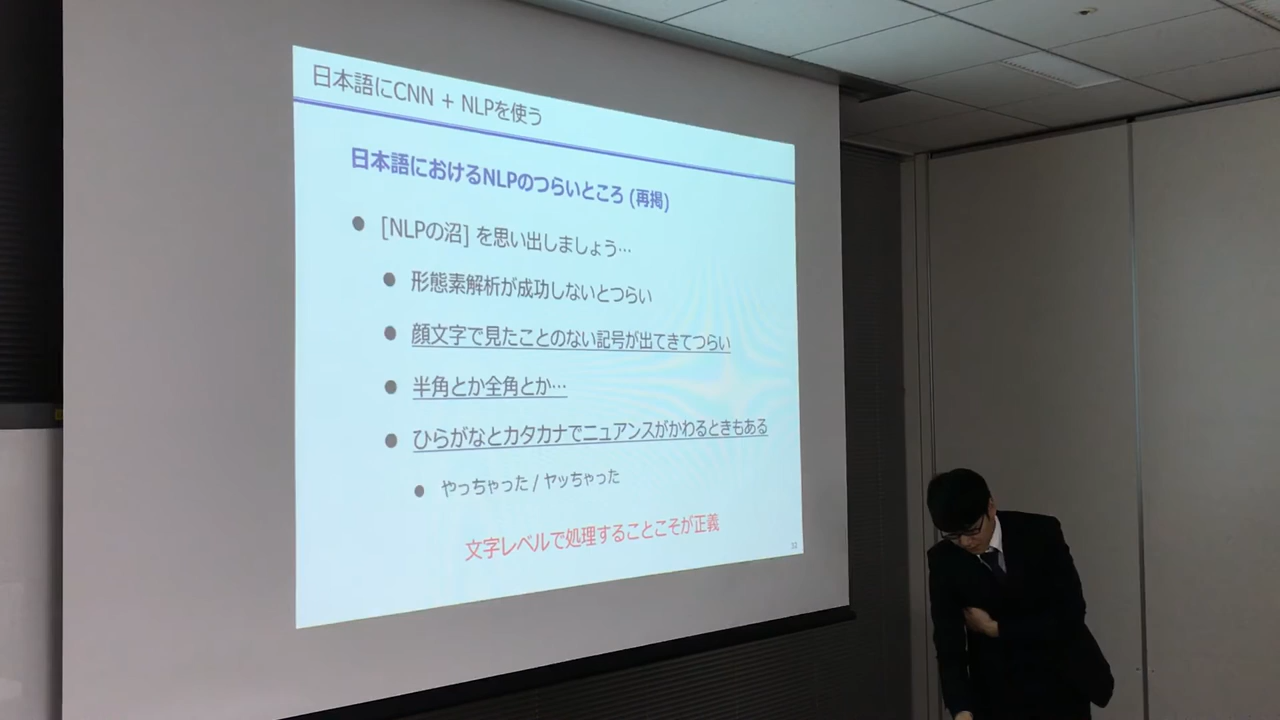 日本語にCNN + NLPを使う
日本語におけるNLPのつらいところ (再掲)
[NLPの沼] を思い出しましょう…
形態素解析が成功しないとつらい
顔文字で見たことのない記号が出てきてつらい
半角とか全角とか…
ひらがなとカタカナでニュアンスがかわるときもある
やっちゃった / ヤッちゃった
文字レベルで処理することこそが正義